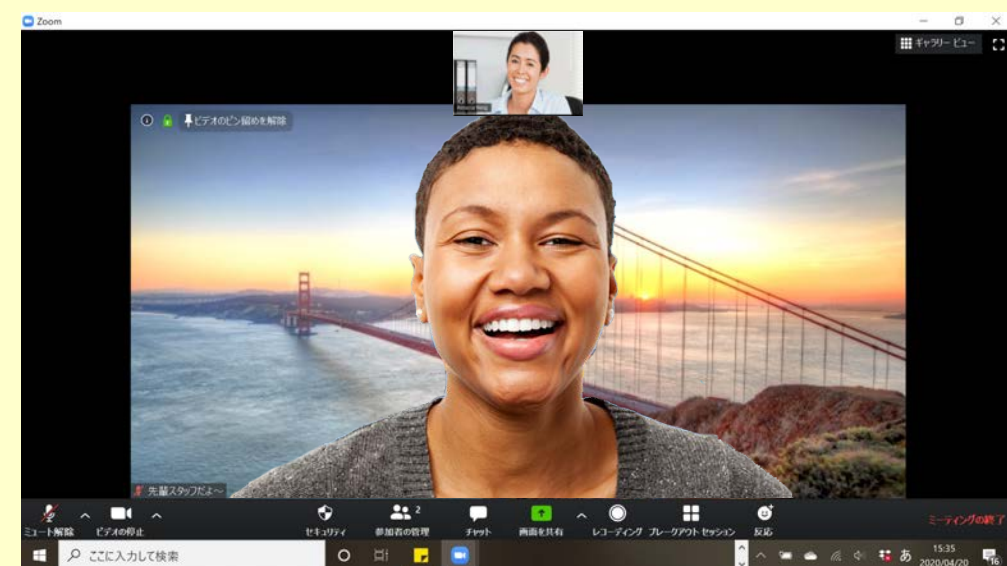 Zoom
ギャラリー ビュー
Rebecca Wang
ビデオのピン留めを解除
先輩スタッフだよ～
ミュート解除
ビデオの停止
セキュリティ
2
参加者の管理
チャット
画面を共有
レコーディング
ブレークアウト セッション
反応
ミーティングの終了
ここに入力して検索
あ
15:35
2020/04/20
16